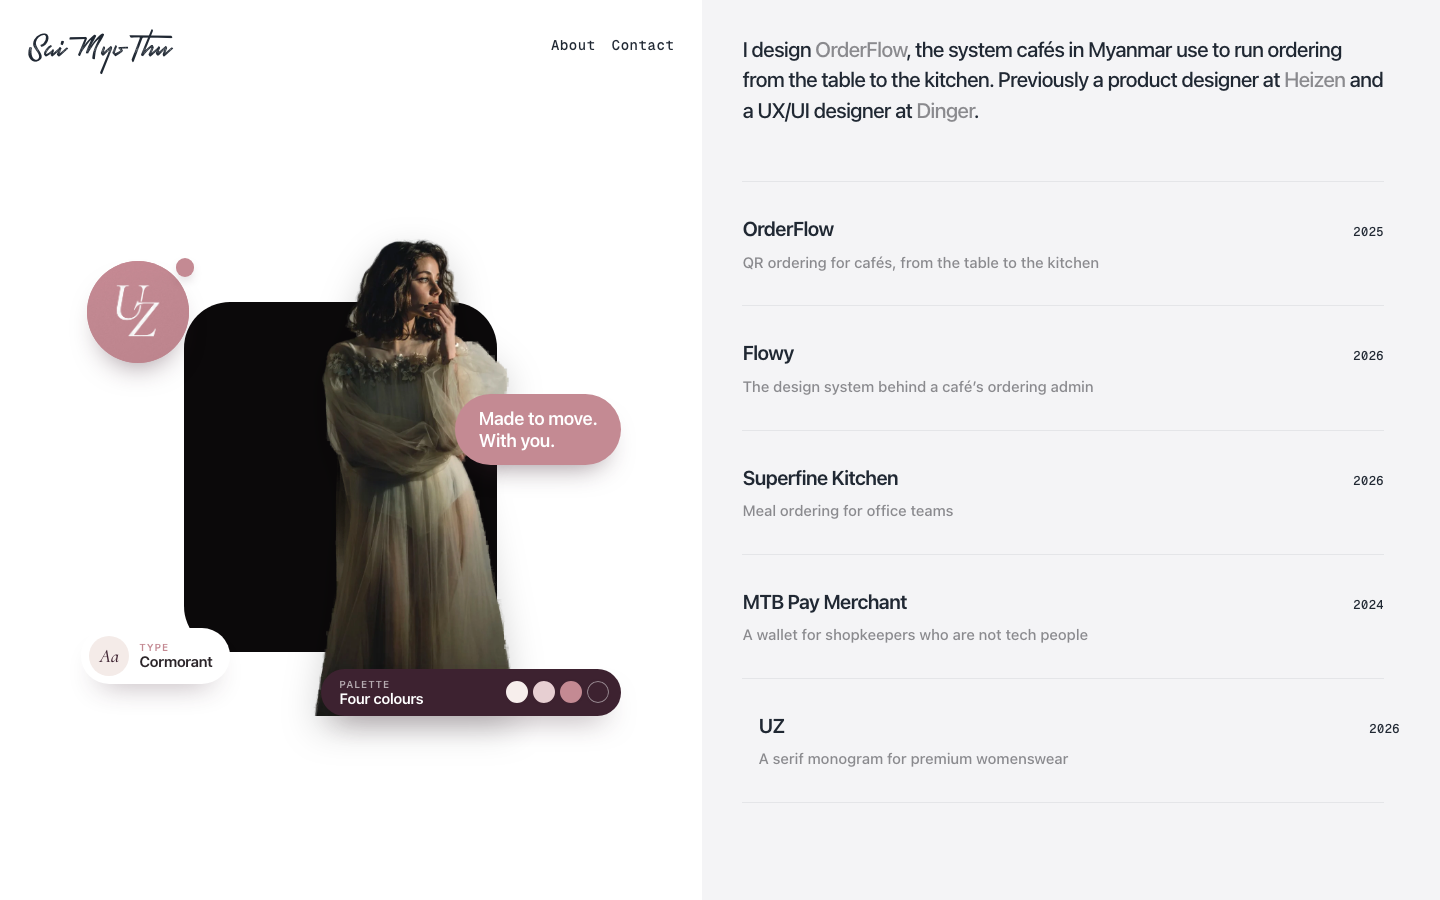 Sai Myo Thu
About Contact
UZ
Made to move.
With you.
Aa
TYPE
Cormorant
PALETTE
Four colours
I design OrderFlow, the system cafés in Myanmar use to run ordering
from the table to the kitchen. Previously a product designer at Heizen and
a UX/UI designer at Dinger.
OrderFlow 2025
QR ordering for cafés, from the table to the kitchen
Flowy 2026
The design system behind a café’s ordering admin
Superfine Kitchen 2026
Meal ordering for office teams
MTB Pay Merchant 2024
A wallet for shopkeepers who are not tech people
UZ 2026
A serif monogram for premium womenswear